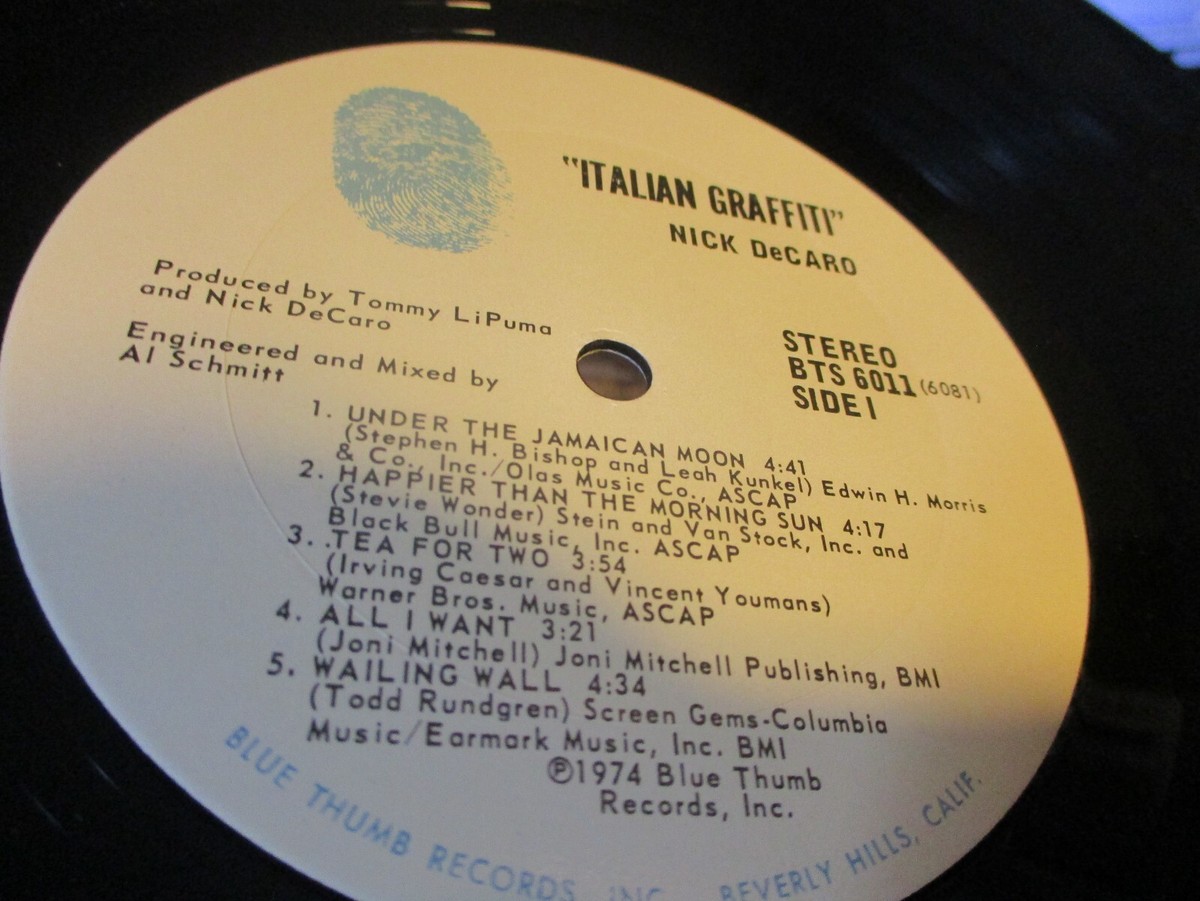 "ITALIAN GRAFFITI"
NICK DeCARO
Produced by Tommy LiPuma
and Nick DeCaro
Engineered and Mixed by
Al Schmitt
STEREO
BTS 6011 (6081)
SIDE I
1. UNDER THE JAMAICAN MOON 4:41
(Stephen H. Bishop and Leah Kunkel) Edwin H. Morris
& Co., Inc./Olas Music Co., ASCAP
2. HAPPIER THAN THE MORNING SUN 4:17
(Stevie Wonder) Stein and Van Stock, Inc. and
Black Bull Music, Inc. ASCAP
3. .TEA FOR TWO 3:54
(Irving Caesar and Vincent Youmans)
Warner Bros. Music, ASCAP
4. ALL I WANT 3:21
(Joni Mitchell) Joni Mitchell Publishing, BMI
5. WAILING WALL 4:34
(Todd Rundgren) Screen Gems-Columbia
Music/Earmark Music, Inc. BMI
℗1974 Blue Thumb
Records, Inc.
BLUE THUMB RECORDS, INC. BEVERLY HILLS, CALIF.